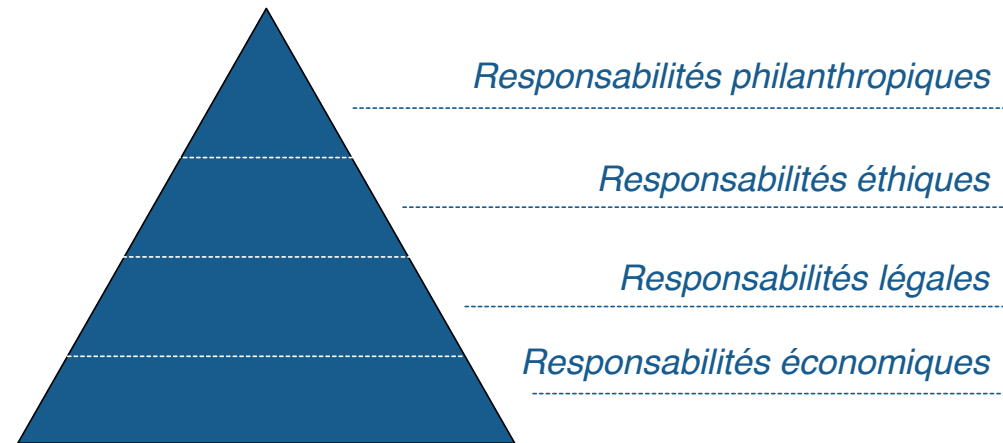 Responsabilités philanthropiques
Responsabilités éthiques
Responsabilités légales
Responsabilités économiques